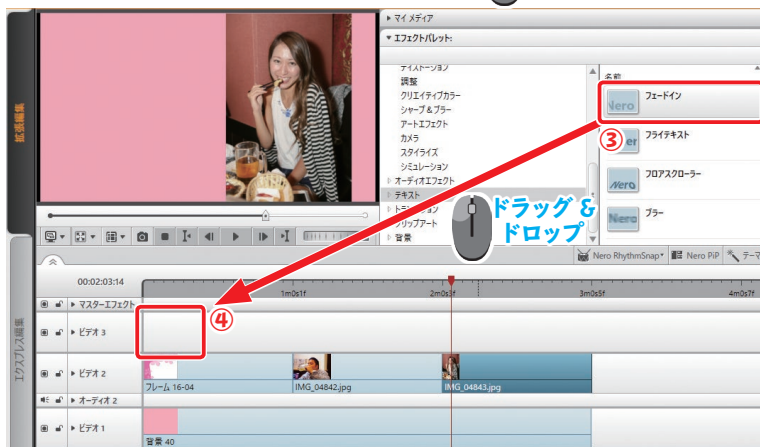 マイ メディア
エフェクトパレット:
ディストーション
調整
クリエイティブカラー
シャープ&ブラー
アートエフェクト
カメラ
スタイライズ
シミュレーション
オーディオエフェクト
テキスト
トランジション
クリップアート
背景
名前
Nero フェードイン
③
er フライテキスト
Nero フロアスクローラー
Nero ブラー
ドラッグ &
ドロップ
拡張編集
エクスプレス編集
Nero RhythmSnap
Nero PiP
テーマ
00:02:03:14
1m0s1f
2m0s3f
3m0s5f
4m0s7f
マスターエフェクト
④
ビデオ 3
ビデオ 2
フレーム 16-04
IMG_04842.jpg
IMG_04843.jpg
オーディオ 2
ビデオ 1
背景 40